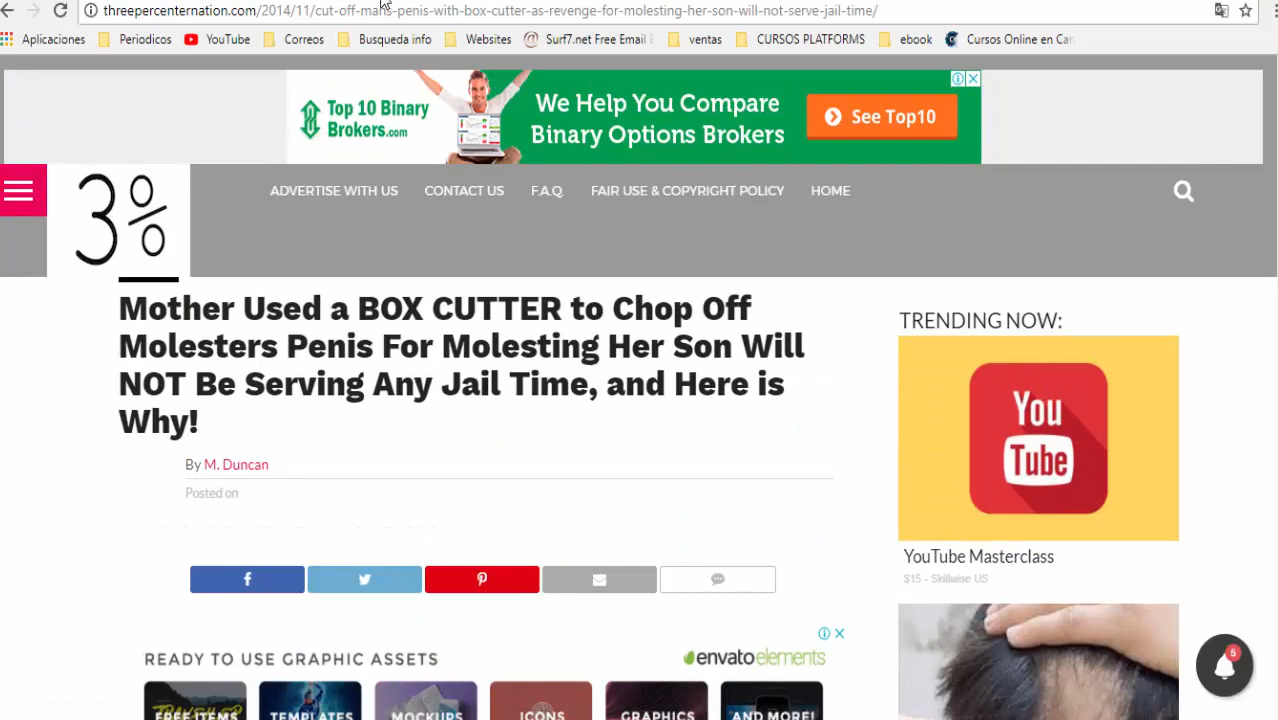 threepercenternation.com/2014/11/cut-off-mans-penis-with-box-cutter-as-revenge-for-molesting-her-son-will-not-serve-jail-time/
Aplicaciones Periodicos YouTube Correos Busqueda info Websites Surf7.net Free Email ventas CURSOS PLATFORMS ebook Cursos Online en Can
Top 10 Binary
Brokers.com
We Help You Compare
Binary Options Brokers
See Top10
3%
ADVERTISE WITH US CONTACT US F.A.Q. FAIR USE & COPYRIGHT POLICY HOME
Mother Used a BOX CUTTER to Chop Off
Molesters Penis For Molesting Her Son Will
NOT Be Serving Any Jail Time, and Here is
Why!
By M. Duncan
Posted on
TRENDING NOW:
You
Tube
YouTube Masterclass
$15 - Skillwise US
READY TO USE GRAPHIC ASSETS
envatoelements
FREE ITEMS TEMPLATES MOCKUPS ICONS GRAPHICS AND MORE!
5